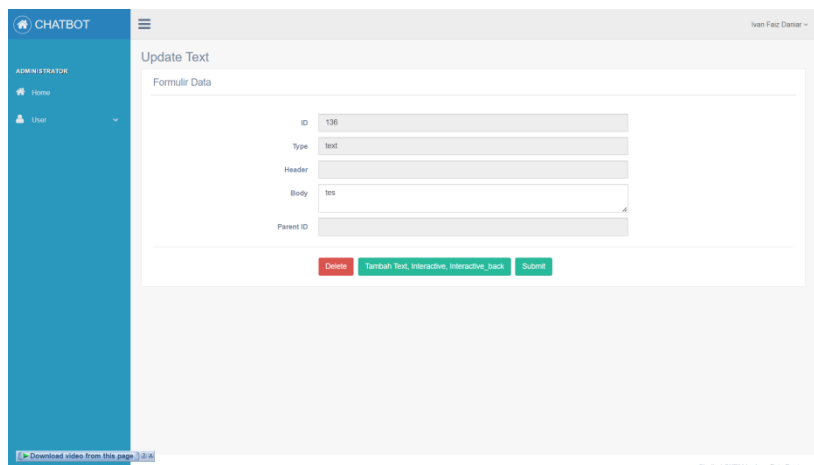 CHATBOT
Ivan Faiz Daniar
ADMINISTRATOR
Home
User
Update Text
Formulir Data
ID 136
Type text
Header
Body tes
Parent ID
Delete Tambah Text, Interactive, Interactive_back Submit
Download video from this page